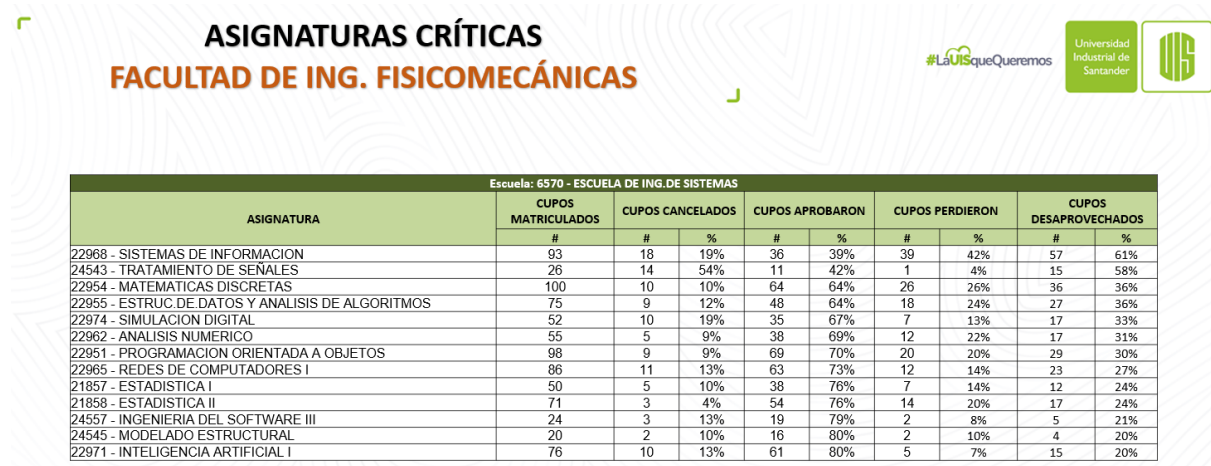 ASIGNATURAS CRÍTICAS
FACULTAD DE ING. FISICOMECÁNICAS
#LaUISqueQueremos
Universidad
Industrial de
Santander
UIS
Escuela: 6570 - ESCUELA DE ING.DE SISTEMAS
ASIGNATURA CUPOS MATRICULADOS CUPOS CANCELADOS CUPOS APROBARON CUPOS PERDIERON CUPOS DESAPROVECHADOS
# # % # % # % # %
22968 - SISTEMAS DE INFORMACION 93 18 19% 36 39% 39 42% 57 61%
24543 - TRATAMIENTO DE SEÑALES 26 14 54% 11 42% 1 4% 15 58%
22954 - MATEMATICAS DISCRETAS 100 10 10% 64 64% 26 26% 36 36%
22955 - ESTRUC.DE.DATOS Y ANALISIS DE ALGORITMOS 75 9 12% 48 64% 18 24% 27 36%
22974 - SIMULACION DIGITAL 52 10 19% 35 67% 7 13% 17 33%
22962 - ANALISIS NUMERICO 55 5 9% 38 69% 12 22% 17 31%
22951 - PROGRAMACION ORIENTADA A OBJETOS 98 9 9% 69 70% 20 20% 29 30%
22965 - REDES DE COMPUTADORES I 86 11 13% 63 73% 12 14% 23 27%
21857 - ESTADISTICA I 50 5 10% 38 76% 7 14% 12 24%
21858 - ESTADISTICA II 71 3 4% 54 76% 14 20% 17 24%
24557 - INGENIERIA DEL SOFTWARE III 24 3 13% 19 79% 2 8% 5 21%
24545 - MODELADO ESTRUCTURAL 20 2 10% 16 80% 2 10% 4 20%
22971 - INTELIGENCIA ARTIFICIAL I 76 10 13% 61 80% 5 7% 15 20%